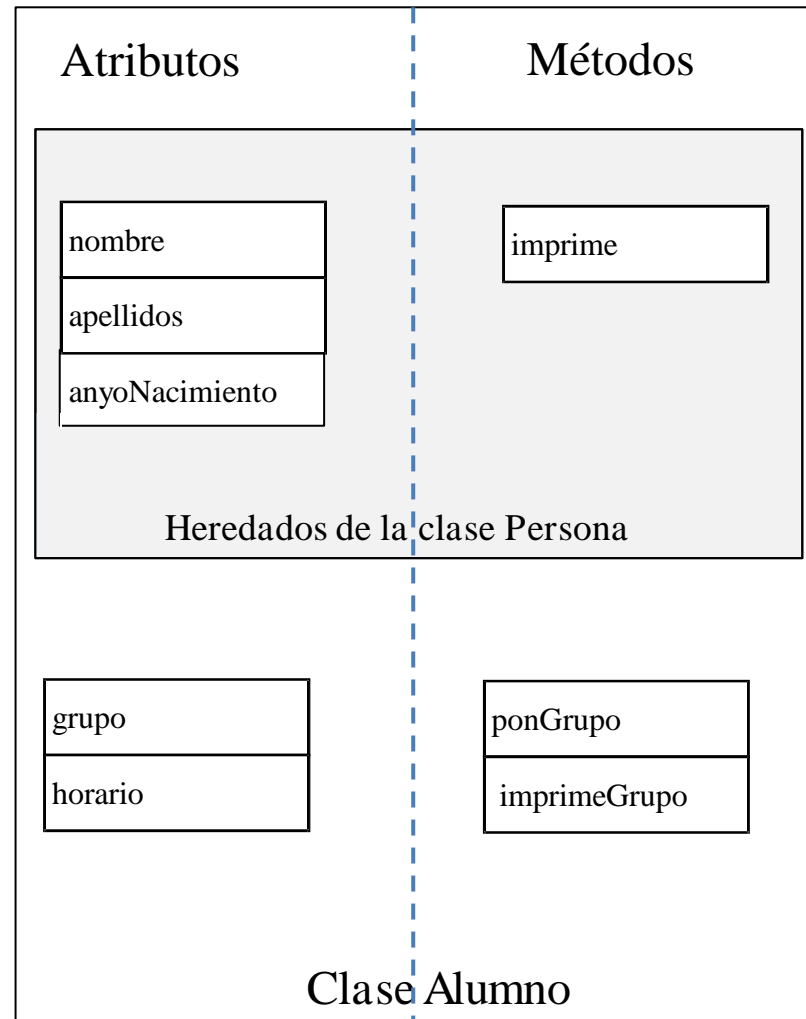 Atributos
Métodos
nombre
apellidos
anyoNacimiento
imprime
Heredados de la clase Persona
grupo
horario
ponGrupo
imprimeGrupo
Clase Alumno